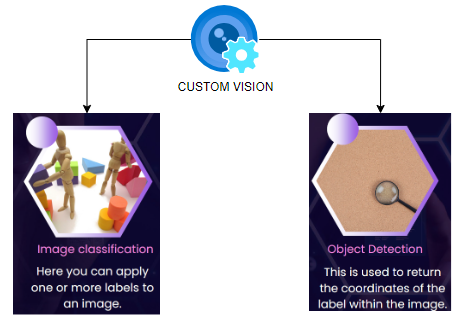 CUSTOM VISION
Image classification
Here you can apply
one or more labels to
an image.
Object Detection
This is used to return
the coordinates of the
label within the image.